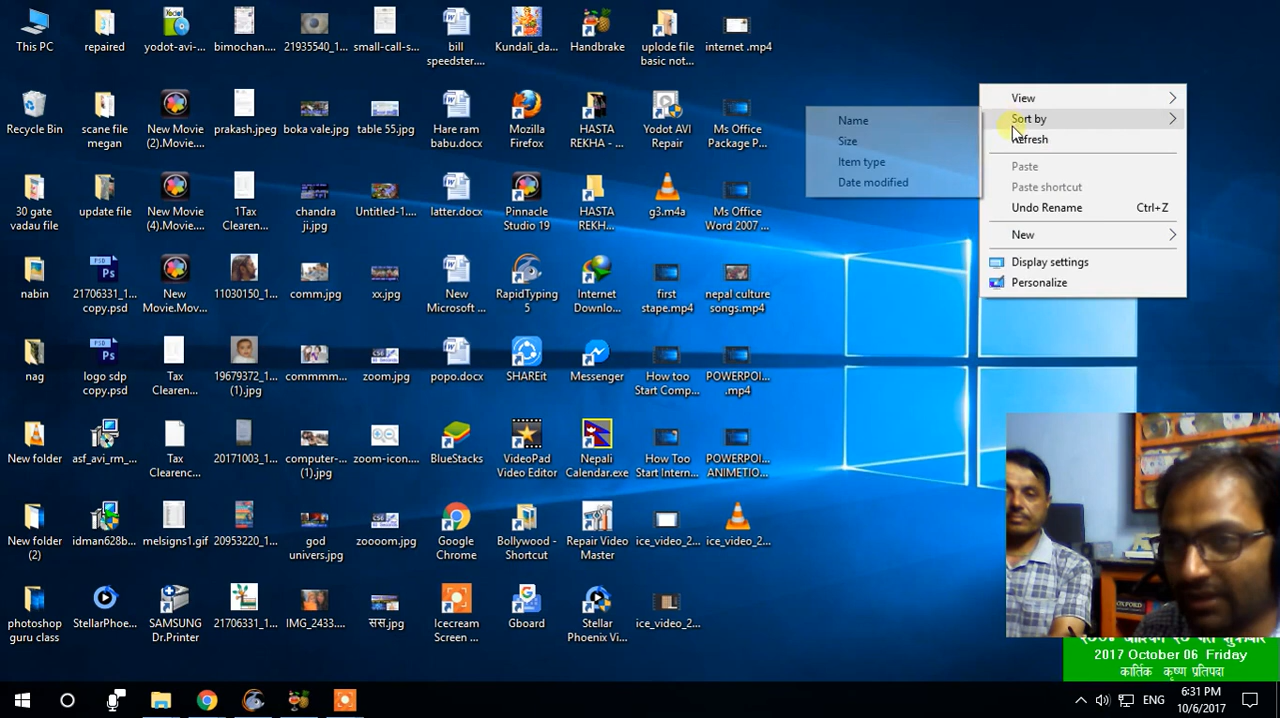 This PC
repaired
yodot-avi-...
bimochan....
21935540_1...
small-call-s...
bill
speedster....
Kundali_da...
Handbrake
uplode file
basic not...
internet .mp4
Recycle Bin
scane file
megan
New Movie
(2).Movie...
prakash.jpeg
boka vale.jpg
table 55.jpg
Hare ram
babu.docx
Mozilla
Firefox
HASTA
REKHA - ...
Yodot AVI
Repair
Ms Office
Package P...
30 gate
vadau file
update file
New Movie
(4).Movie...
1Tax
Clearen...
chandra
ji.jpg
Untitled-1....
latter.docx
Pinnacle
Studio 19
HASTA
REKH...
g3.m4a
Ms Office
Word 2007 ...
nabin
21706331_1...
copy.psd
New
Movie.Mov...
11030150_1...
comm.jpg
xx.jpg
New
Microsoft ...
RapidTyping
5
Internet
Downlo...
first
stape.mp4
nepal culture
songs.mp4
nag
logo sdp
copy.psd
Tax
Clearen...
19679372_1...
(1).jpg
commmm...
zoom.jpg
popo.docx
SHAREit
Messenger
How too
Start Comp...
POWERPOI...
.mp4
New folder
asf_avi_rm_...
Tax
Clearenc...
20171003_1...
computer-...
(1).jpg
zoom-icon....
BlueStacks
VideoPad
Video Editor
Nepali
Calendar.exe
How To
Start Intern...
POWERPOI...
ANIMETIO...
New folder
(2)
idman628b...
melsigns1.gif
20953220_1...
god
univers.jpg
zoooom.jpg
Google
Chrome
Bollywood -
Shortcut
Repair Video
Master
ice_video_2...
ice_video_2...
photoshop
guru class
StellarPhoe...
SAMSUNG
Dr.Printer
21706331_1...
IMG_2433....
सस.jpg
Icecream
Screen ...
Gboard
Stellar
Phoenix Vi...
ice_video_2...
Name
Size
Item type
Date modified
View
Sort by
Refresh
Paste
Paste shortcut
Undo Rename Ctrl+Z
New
Display settings
Personalize
2017 October 06 Friday
कार्तिक कृष्ण प्रतिपदा
ENG
6:31 PM
10/6/2017